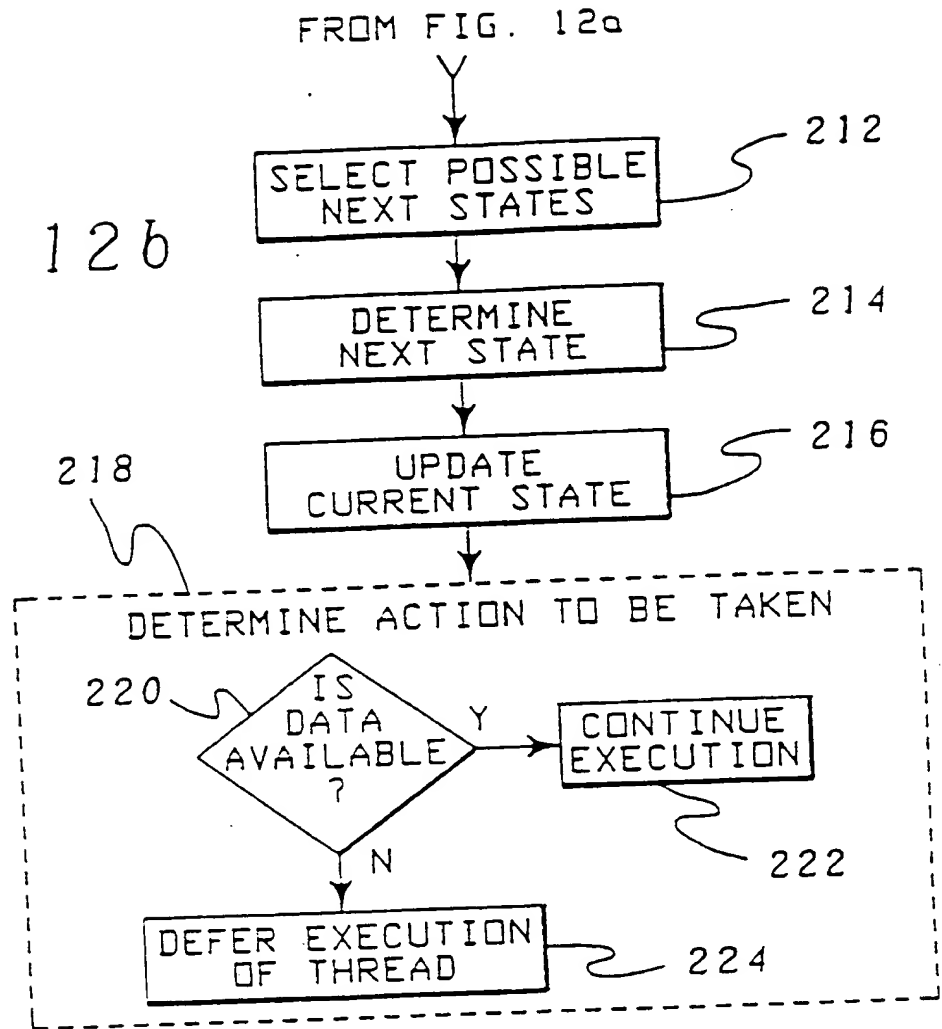 FROM FIG. 12a
212
SELECT POSSIBLE
NEXT STATES
12b
214
DETERMINE
NEXT STATE
216
UPDATE
CURRENT STATE
218
DETERMINE ACTION TO BE TAKEN
220
IS
DATA
AVAILABLE
?
Y
CONTINUE
EXECUTION
222
N
DEFER EXECUTION
OF THREAD
224